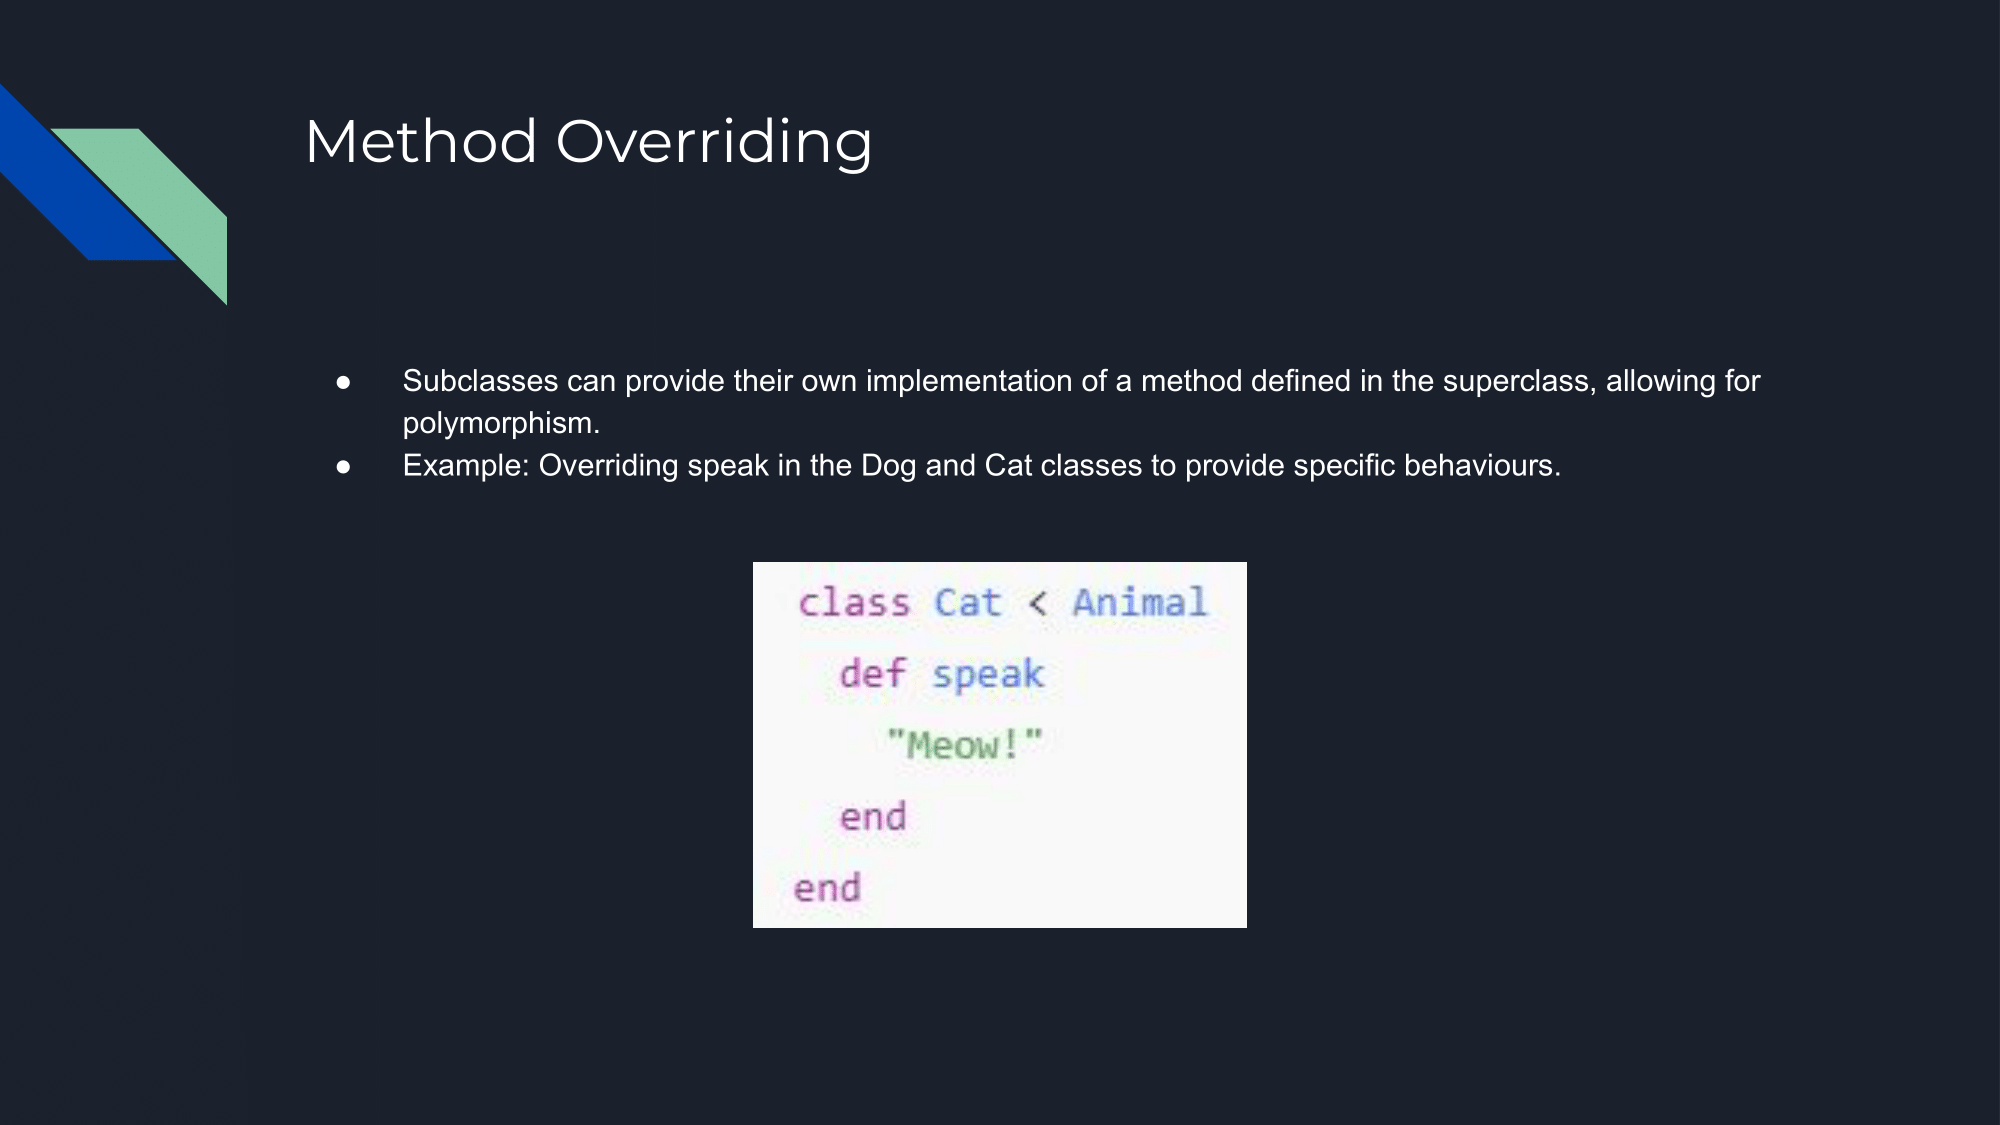 Method Overriding
● Subclasses can provide their own implementation of a method defined in the superclass, allowing for
polymorphism.
● Example: Overriding speak in the Dog and Cat classes to provide specific behaviours.
class Cat < Animal
  def speak
    "Meow!"
  end
end